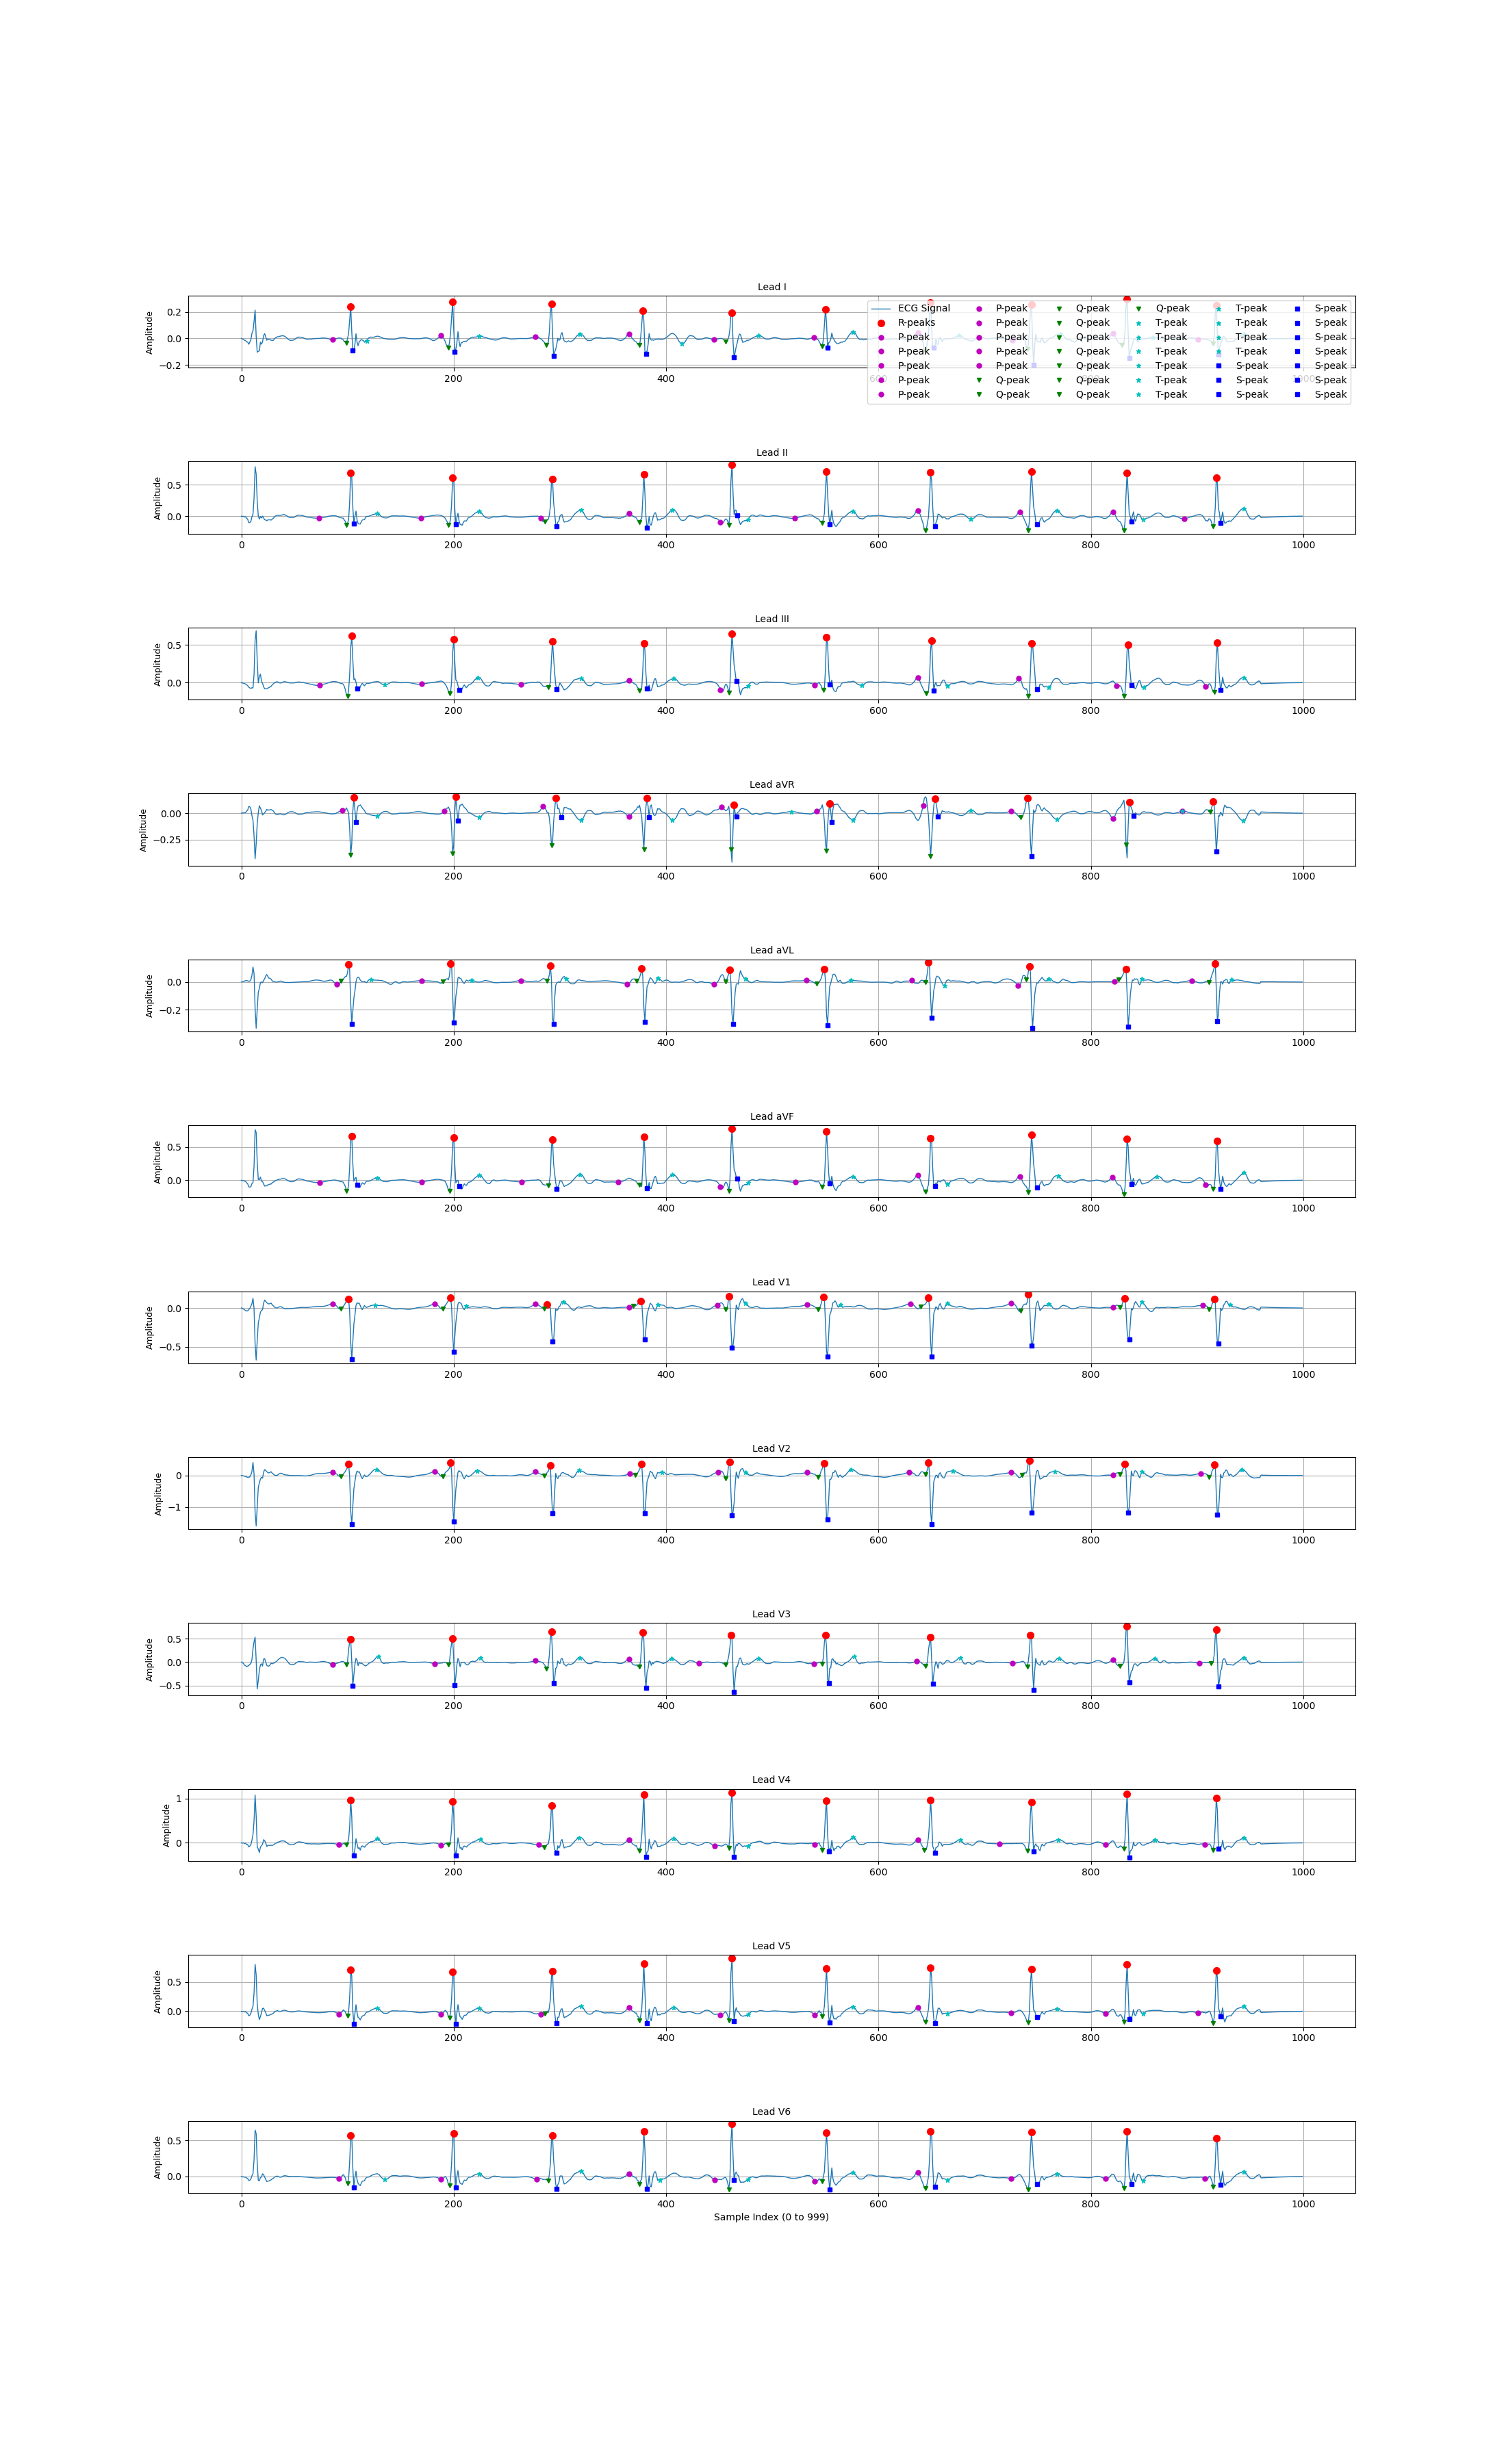 Lead I
Amplitude
0.2
0.0
−0.2
0 200 400 600 1000
ECG Signal P-peak Q-peak Q-peak T-peak S-peak
R-peaks P-peak Q-peak T-peak T-peak S-peak
P-peak P-peak Q-peak T-peak T-peak S-peak
P-peak P-peak Q-peak T-peak T-peak S-peak
P-peak P-peak Q-peak T-peak S-peak S-peak
P-peak Q-peak Q-peak T-peak S-peak S-peak
P-peak Q-peak Q-peak T-peak S-peak S-peak
Lead II
Amplitude
0.5
0.0
0 200 400 600 800 1000
Lead III
Amplitude
0.5
0.0
0 200 400 600 800 1000
Lead aVR
Amplitude
0.00
−0.25
0 200 400 600 800 1000
Lead aVL
Amplitude
0.0
−0.2
0 200 400 600 800 1000
Lead aVF
Amplitude
0.5
0.0
0 200 400 600 800 1000
Lead V1
Amplitude
0.0
−0.5
0 200 400 600 800 1000
Lead V2
Amplitude
0
−1
0 200 400 600 800 1000
Lead V3
Amplitude
0.5
0.0
−0.5
0 200 400 600 800 1000
Lead V4
Amplitude
1
0
0 200 400 600 800 1000
Lead V5
Amplitude
0.5
0.0
0 200 400 600 800 1000
Lead V6
Amplitude
0.5
0.0
0 200 400 600 800 1000
Sample Index (0 to 999)